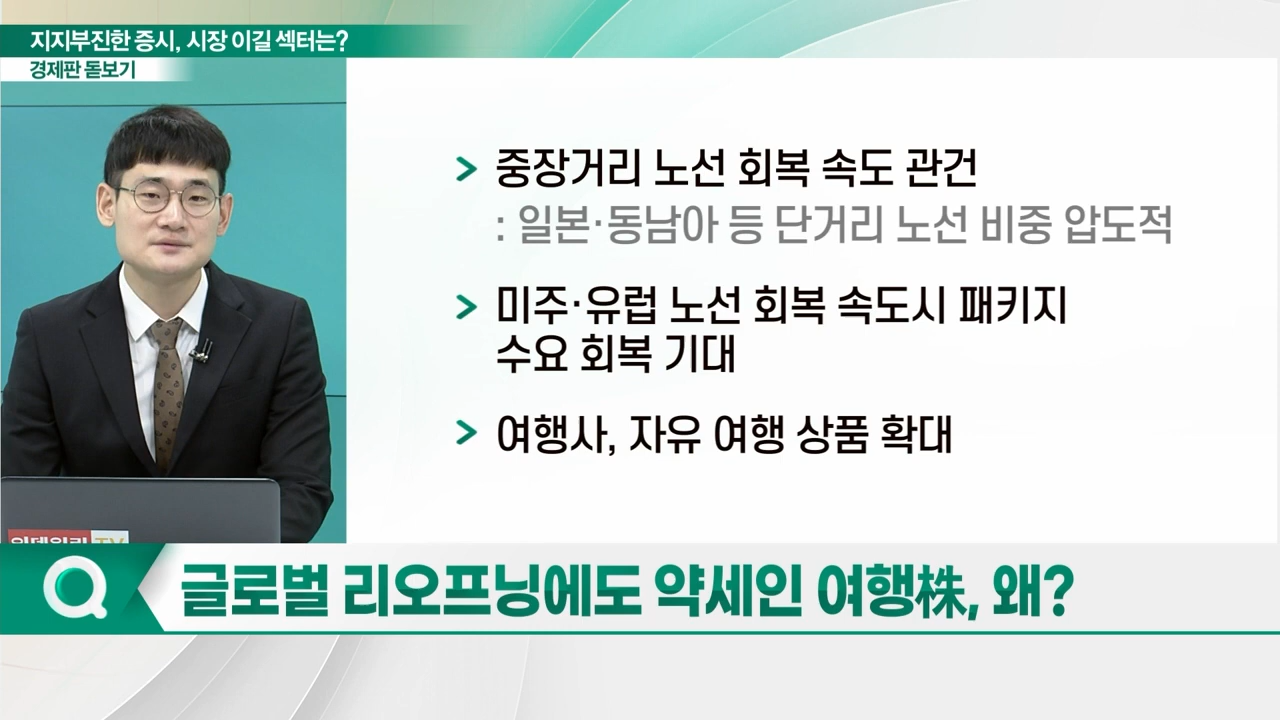 지지부진한 증시, 시장 이길 섹터는?
경제판 돋보기
> 중장거리 노선 회복 속도 관건
: 일본·동남아 등 단거리 노선 비중 압도적
> 미주·유럽 노선 회복 속도시 패키지
수요 회복 기대
> 여행사, 자유 여행 상품 확대
글로벌 리오프닝에도 약세인 여행株, 왜?